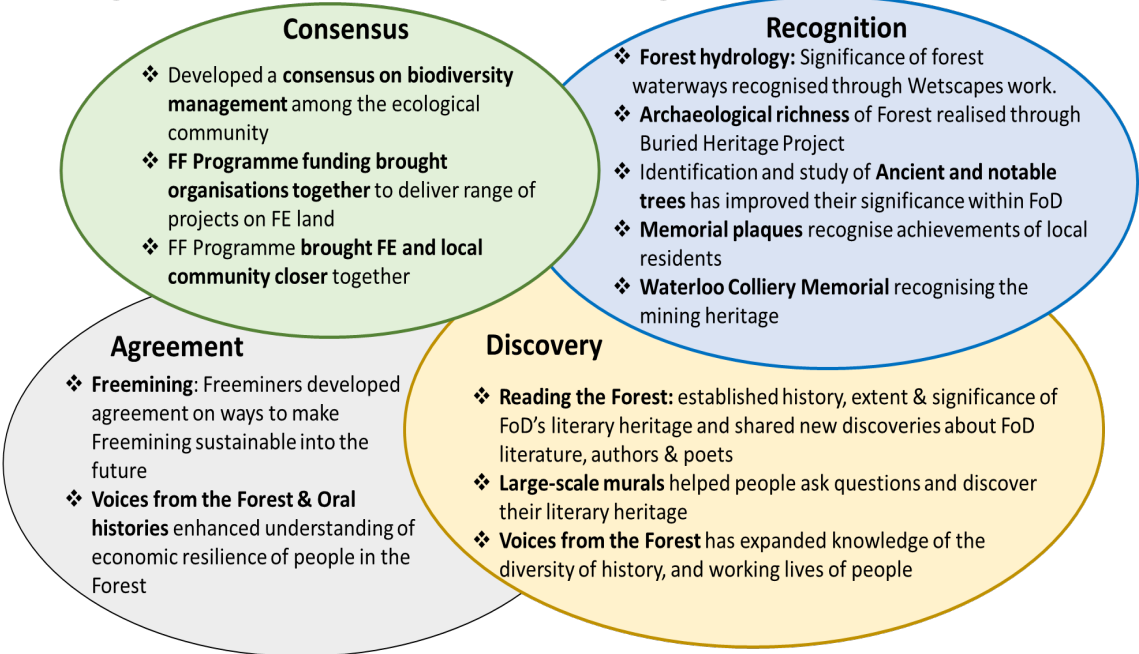 Consensus
❖ Developed a consensus on biodiversity
management among the ecological
community
❖ FF Programme funding brought
organisations together to deliver range of
projects on FE land
❖ FF Programme brought FE and local
community closer together
Recognition
❖ Forest hydrology: Significance of forest
waterways recognised through Wetscapes work.
❖ Archaeological richness of Forest realised through
Buried Heritage Project
❖ Identification and study of Ancient and notable
trees has improved their significance within FoD
❖ Memorial plaques recognise achievements of local
residents
❖ Waterloo Colliery Memorial recognising the
mining heritage
Agreement
❖ Freemining: Freeminers developed
agreement on ways to make
Freemining sustainable into the
future
❖ Voices from the Forest & Oral
histories enhanced understanding of
economic resilience of people in the
Forest
Discovery
❖ Reading the Forest: established history, extent & significance of
FoD’s literary heritage and shared new discoveries about FoD
literature, authors & poets
❖ Large-scale murals helped people ask questions and discover
their literary heritage
❖ Voices from the Forest has expanded knowledge of the
diversity of history, and working lives of people